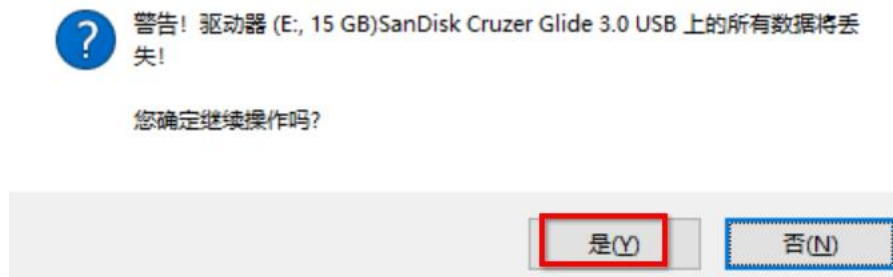 警告！驱动器 (E:, 15 GB)SanDisk Cruzer Glide 3.0 USB 上的所有数据将丢
失！
您确定继续操作吗?
是(Y)
否(N)